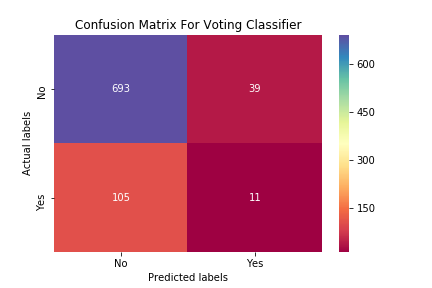 Confusion Matrix For Voting Classifier
Actual labels
No
693
39
Yes
105
11
No
Yes
Predicted labels
600
450
300
150